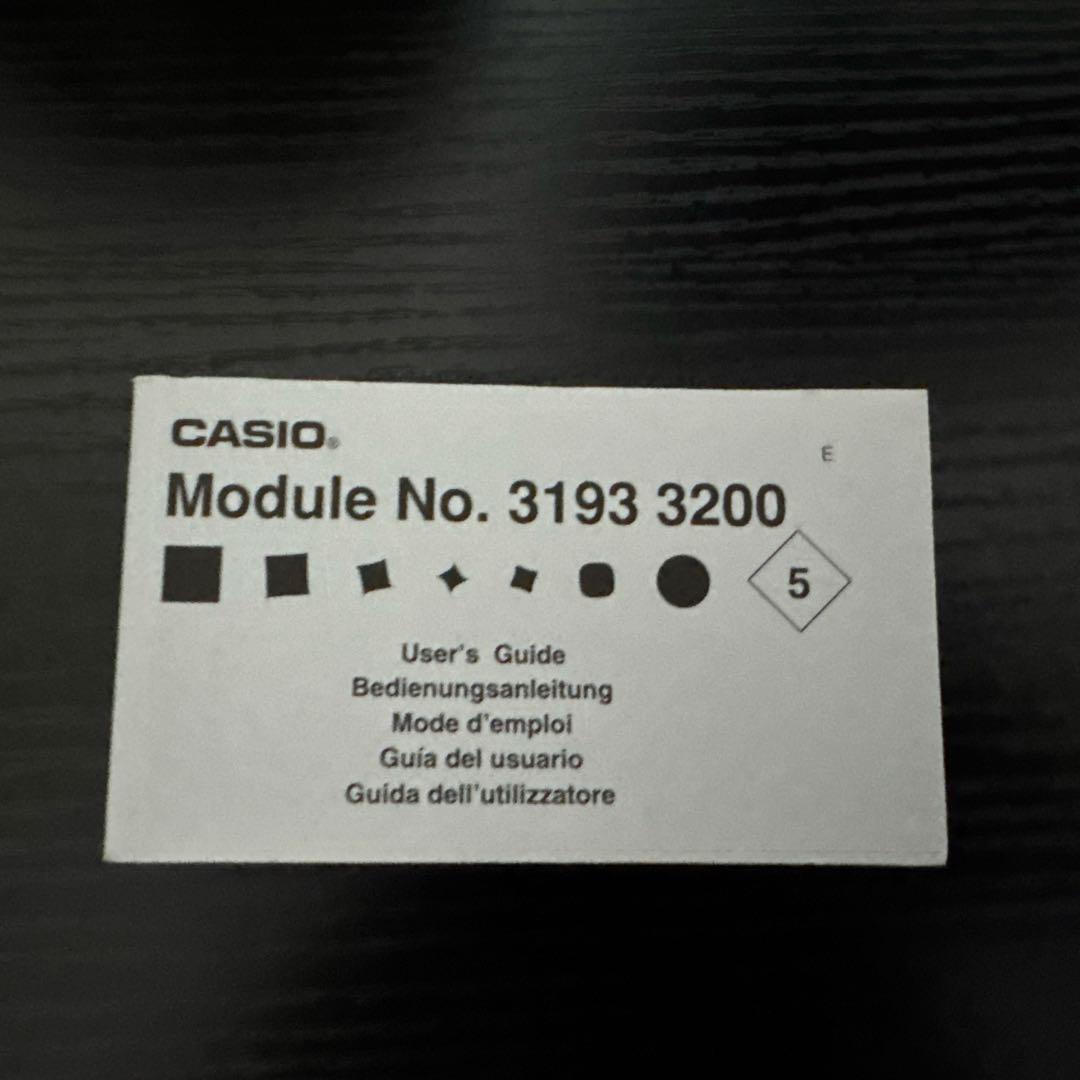 CASIO®
E
Module No. 3193 3200
5
User's Guide
Bedienungsanleitung
Mode d'emploi
Guía del usuario
Guida dell'utilizzatore